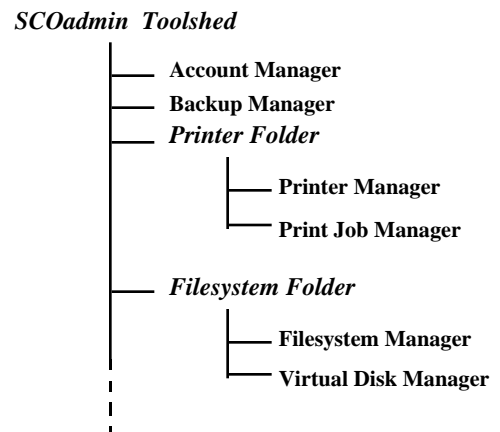 SCOadmin Toolshed
Account Manager
Backup Manager
Printer Folder
Printer Manager
Print Job Manager
Filesystem Folder
Filesystem Manager
Virtual Disk Manager